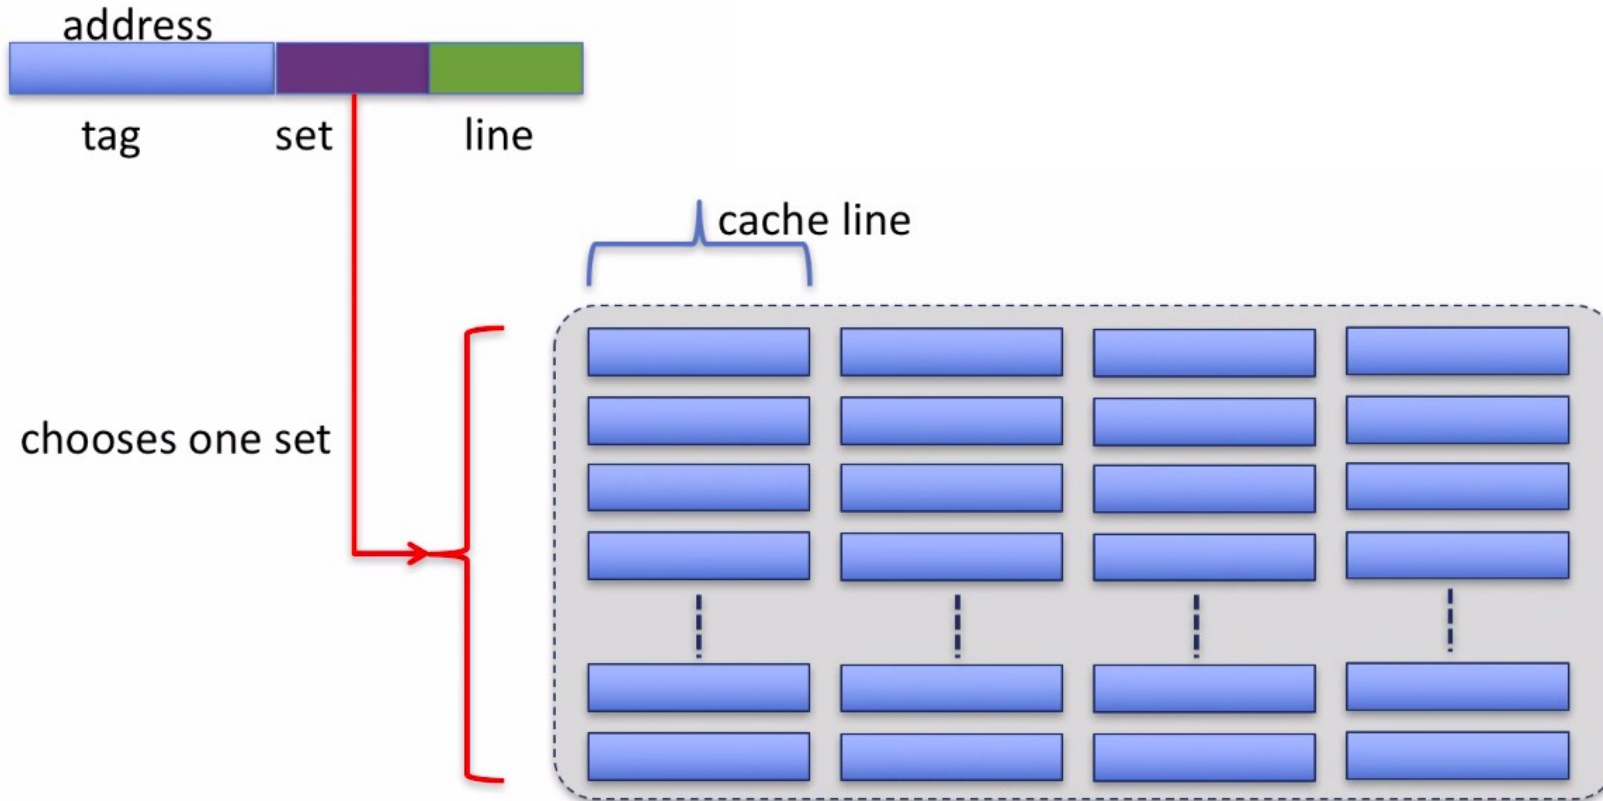 address
tag
set
line
cache line
chooses one set